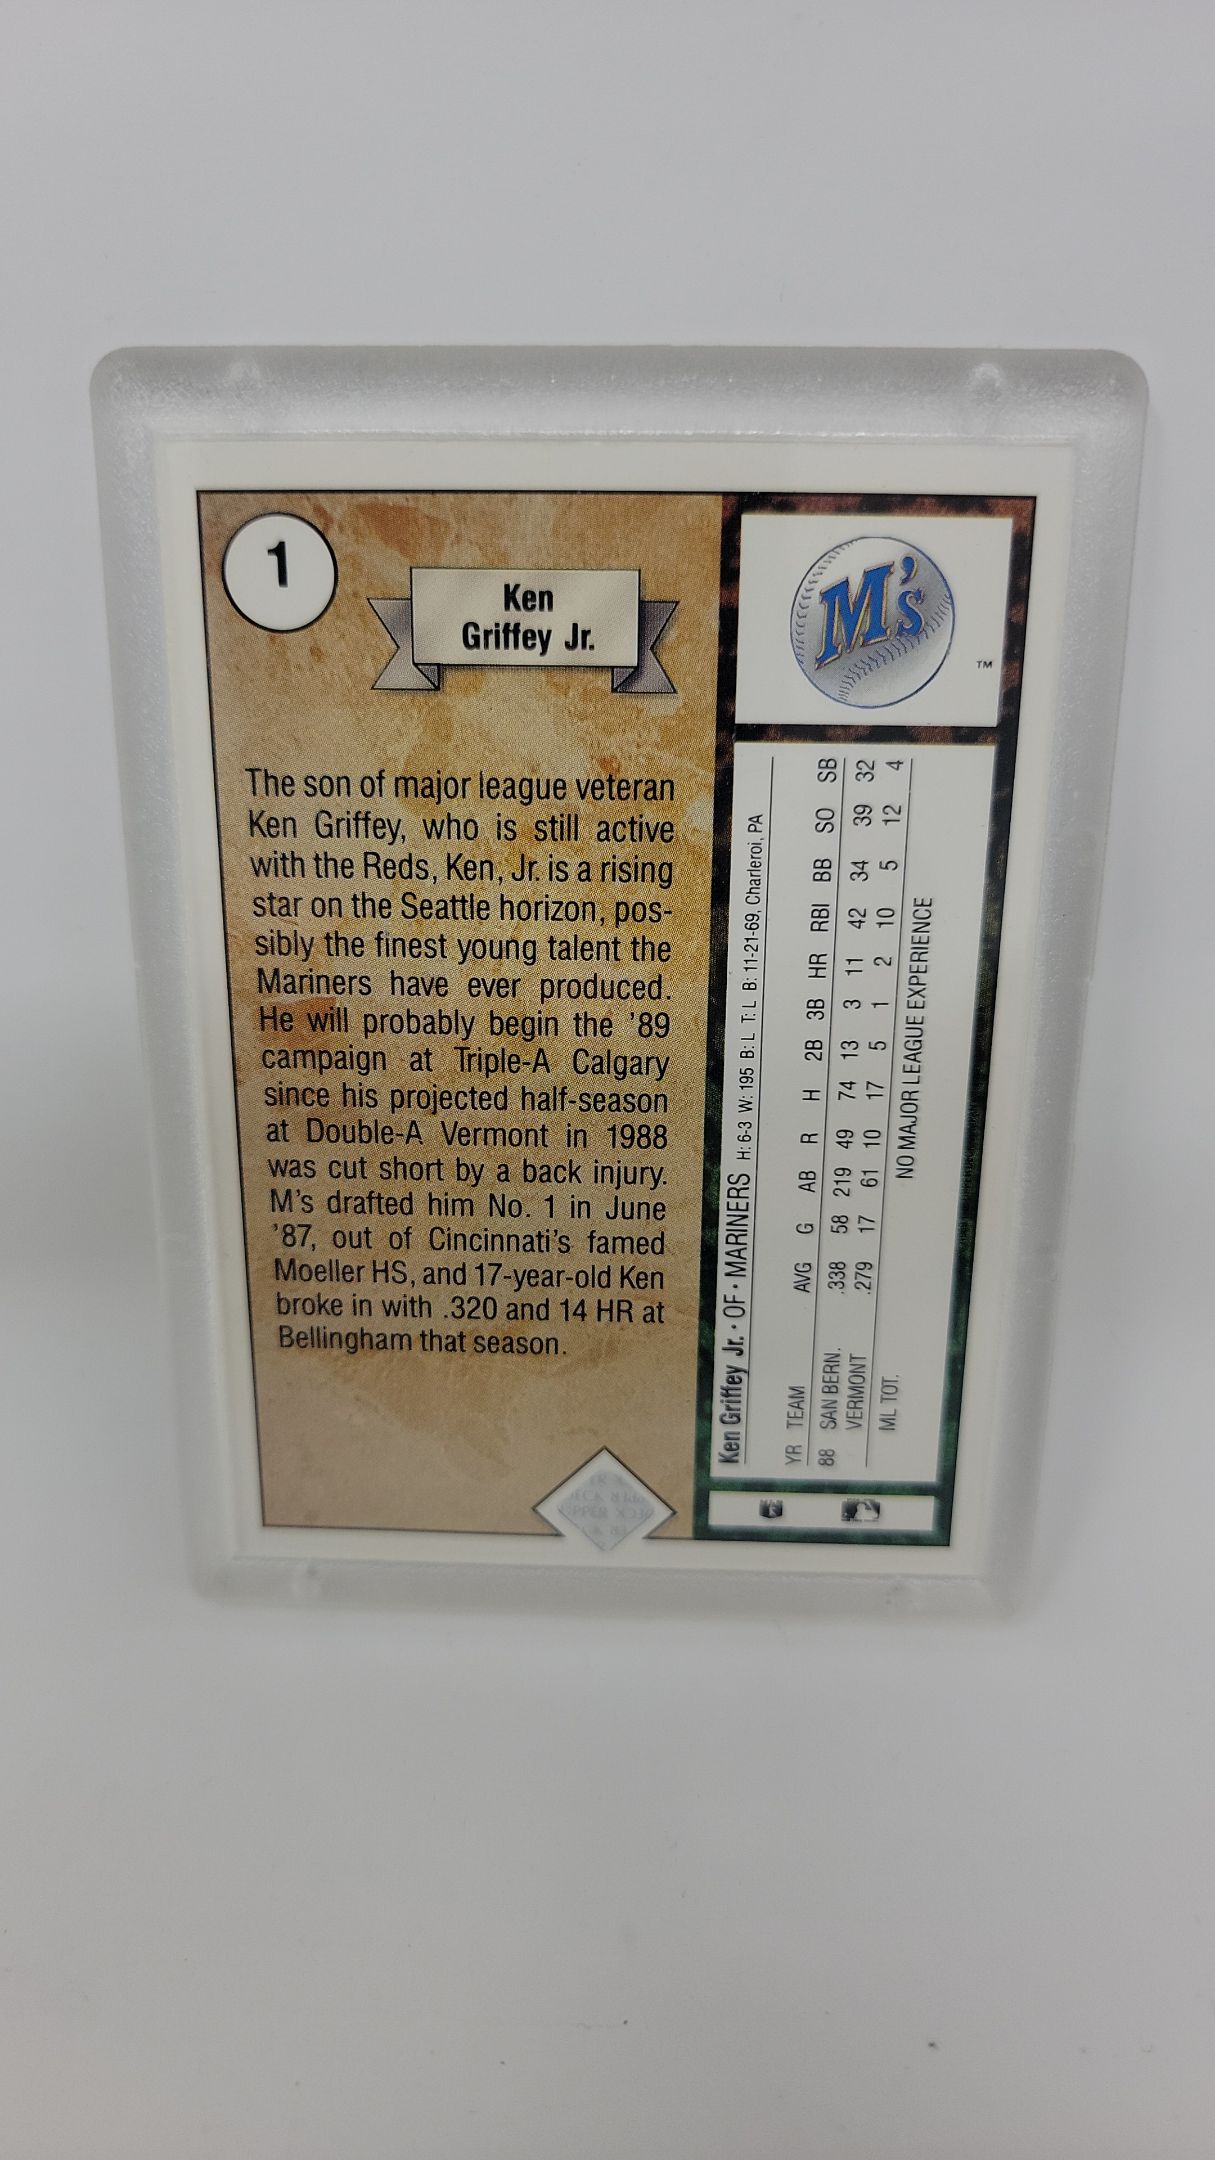 1
Ken
Griffey Jr.
The son of major league veteran
Ken Griffey, who is still active
with the Reds, Ken, Jr. is a rising
star on the Seattle horizon, pos-
sibly the finest young talent the
Mariners have ever produced.
He will probably begin the '89
campaign at Triple-A Calgary
since his projected half-season
at Double-A Vermont in 1988
was cut short by a back injury.
M's drafted him No. 1 in June
'87, out of Cincinnati's famed
Moeller HS, and 17-year-old Ken
broke in with .320 and 14 HR at
Bellingham that season.
M's
TM
Ken Griffey Jr. • OF • MARINERS H: 6-3 W: 195 B: L T: L B: 11-21-69, Charleroi, PA
YR TEAM AVG G AB R H 2B 3B HR RBI BB SO SB
88 SAN BERN. .338 58 219 49 74 13 3 11 42 34 39 32
VERMONT .279 17 61 10 17 5 1 2 10 5 12 4
ML TOT. NO MAJOR LEAGUE EXPERIENCE
UPPER DECK